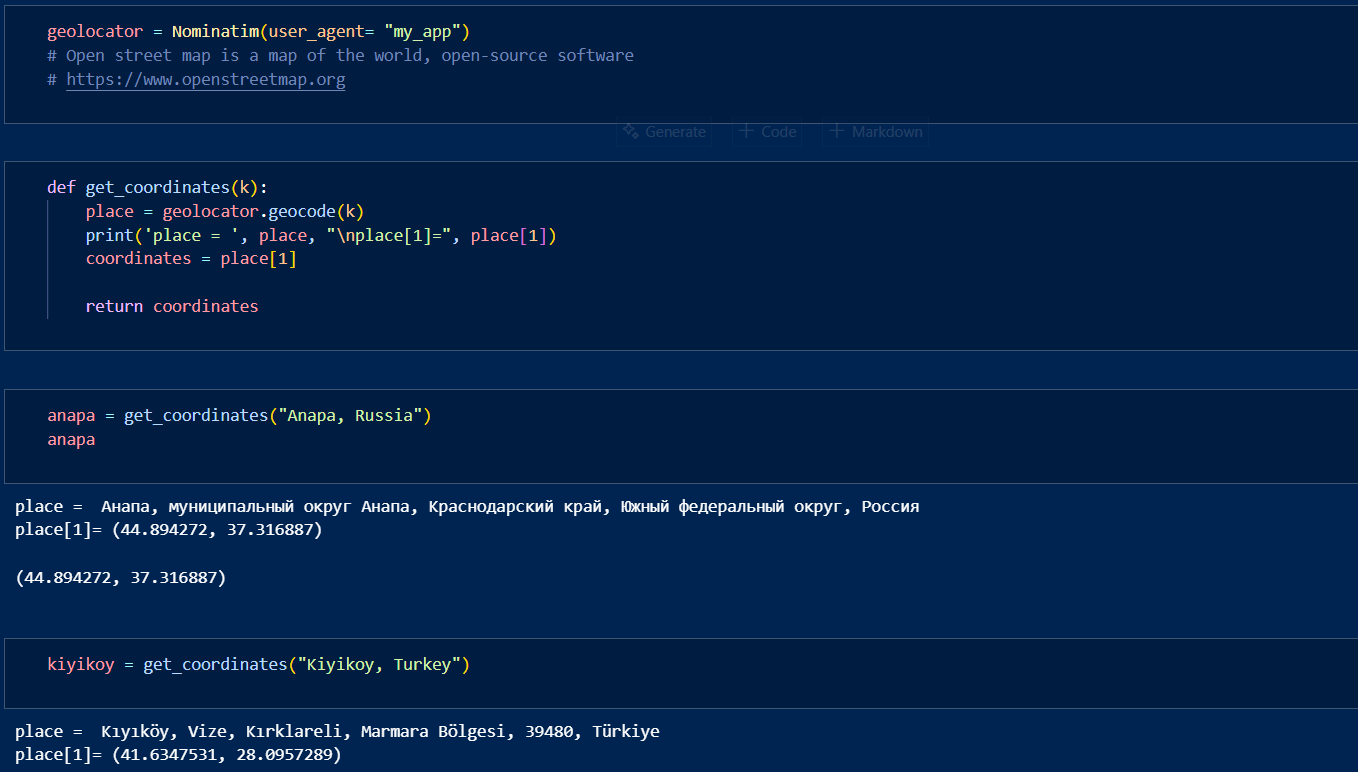 geolocator = Nominatim(user_agent= "my_app")
# Open street map is a map of the world, open-source software
# https://www.openstreetmap.org
Generate + Code + Markdown
def get_coordinates(k):
place = geolocator.geocode(k)
print('place = ', place, "\nplace[1]=", place[1])
coordinates = place[1]
return coordinates
anapa = get_coordinates("Anapa, Russia")
anapa
place =  Анапа, муниципальный округ Анапа, Краснодарский край, Южный федеральный округ, Россия
place[1]= (44.894272, 37.316887)
(44.894272, 37.316887)
kiyikoy = get_coordinates("Kiyikoy, Turkey")
place =  Kıyıköy, Vize, Kırklareli, Marmara Bölgesi, 39480, Türkiye
place[1]= (41.6347531, 28.0957289)